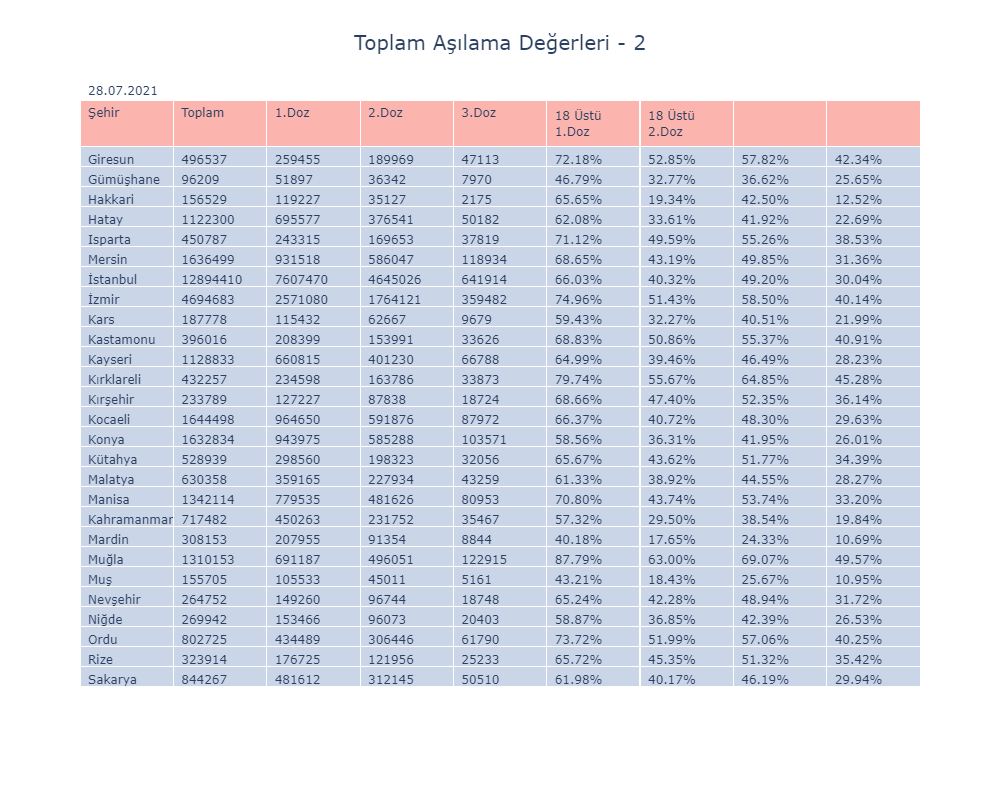 Toplam Aşılama Değerleri - 2
28.07.2021
Şehir Toplam 1.Doz 2.Doz 3.Doz 18 Üstü 1.Doz 18 Üstü 2.Doz
Giresun 496537 259455 189969 47113 72.18% 52.85% 57.82% 42.34%
Gümüşhane 96209 51897 36342 7970 46.79% 32.77% 36.62% 25.65%
Hakkari 156529 119227 35127 2175 65.65% 19.34% 42.50% 12.52%
Hatay 1122300 695577 376541 50182 62.08% 33.61% 41.92% 22.69%
Isparta 450787 243315 169653 37819 71.12% 49.59% 55.26% 38.53%
Mersin 1636499 931518 586047 118934 68.65% 43.19% 49.85% 31.36%
İstanbul 12894410 7607470 4645026 641914 66.03% 40.32% 49.20% 30.04%
İzmir 4694683 2571080 1764121 359482 74.96% 51.43% 58.50% 40.14%
Kars 187778 115432 62667 9679 59.43% 32.27% 40.51% 21.99%
Kastamonu 396016 208399 153991 33626 68.83% 50.86% 55.37% 40.91%
Kayseri 1128833 660815 401230 66788 64.99% 39.46% 46.49% 28.23%
Kırklareli 432257 234598 163786 33873 79.74% 55.67% 64.85% 45.28%
Kırşehir 233789 127227 87838 18724 68.66% 47.40% 52.35% 36.14%
Kocaeli 1644498 964650 591876 87972 66.37% 40.72% 48.30% 29.63%
Konya 1632834 943975 585288 103571 58.56% 36.31% 41.95% 26.01%
Kütahya 528939 298560 198323 32056 65.67% 43.62% 51.77% 34.39%
Malatya 630358 359165 227934 43259 61.33% 38.92% 44.55% 28.27%
Manisa 1342114 779535 481626 80953 70.80% 43.74% 53.74% 33.20%
Kahramanmar 717482 450263 231752 35467 57.32% 29.50% 38.54% 19.84%
Mardin 308153 207955 91354 8844 40.18% 17.65% 24.33% 10.69%
Muğla 1310153 691187 496051 122915 87.79% 63.00% 69.07% 49.57%
Muş 155705 105533 45011 5161 43.21% 18.43% 25.67% 10.95%
Nevşehir 264752 149260 96744 18748 65.24% 42.28% 48.94% 31.72%
Niğde 269942 153466 96073 20403 58.87% 36.85% 42.39% 26.53%
Ordu 802725 434489 306446 61790 73.72% 51.99% 57.06% 40.25%
Rize 323914 176725 121956 25233 65.72% 45.35% 51.32% 35.42%
Sakarya 844267 481612 312145 50510 61.98% 40.17% 46.19% 29.94%